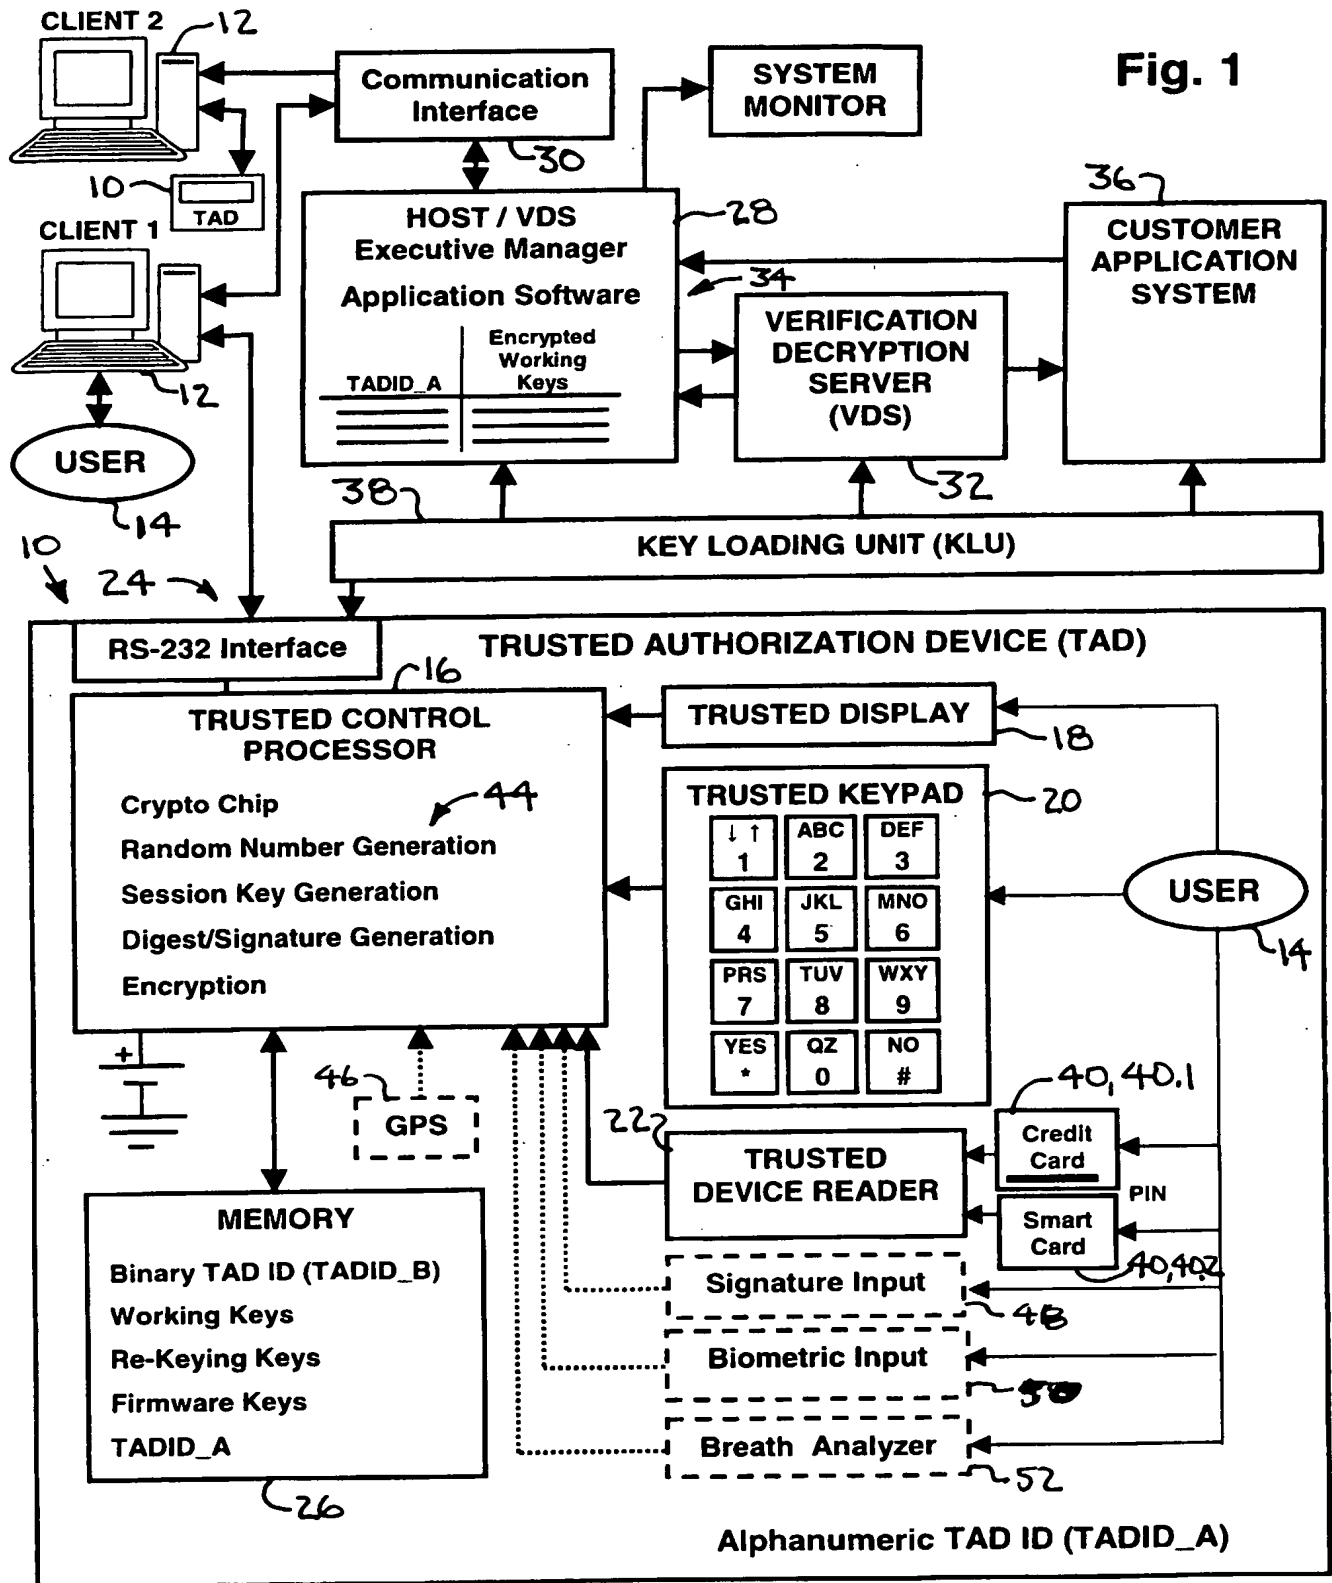 CLIENT 2
12
Communication
Interface
30
SYSTEM
MONITOR
Fig. 1
10
TAD
CLIENT 1
12
USER
14
HOST / VDS
Executive Manager
Application Software
TADID_A
Encrypted
Working
Keys
28
34
VERIFICATION
DECRYPTION
SERVER
(VDS)
32
36
CUSTOMER
APPLICATION
SYSTEM
38
KEY LOADING UNIT (KLU)
10
24
RS-232 Interface
TRUSTED AUTHORIZATION DEVICE (TAD)
16
TRUSTED CONTROL
PROCESSOR
Crypto Chip
44
Random Number Generation
Session Key Generation
Digest/Signature Generation
Encryption
TRUSTED DISPLAY
18
TRUSTED KEYPAD
20
↓ ↑ ABC DEF
1 2 3
GHI JKL MNO
4 5 6
PRS TUV WXY
7 8 9
YES QZ NO
* 0 #
USER
14
+
46
GPS
22
TRUSTED
DEVICE READER
40, 40.1
Credit
Card
PIN
Smart
Card
40, 40.2
MEMORY
Binary TAD ID (TADID_B)
Working Keys
Re-Keying Keys
Firmware Keys
TADID_A
26
Signature Input
48
Biometric Input
50
Breath Analyzer
52
Alphanumeric TAD ID (TADID_A)